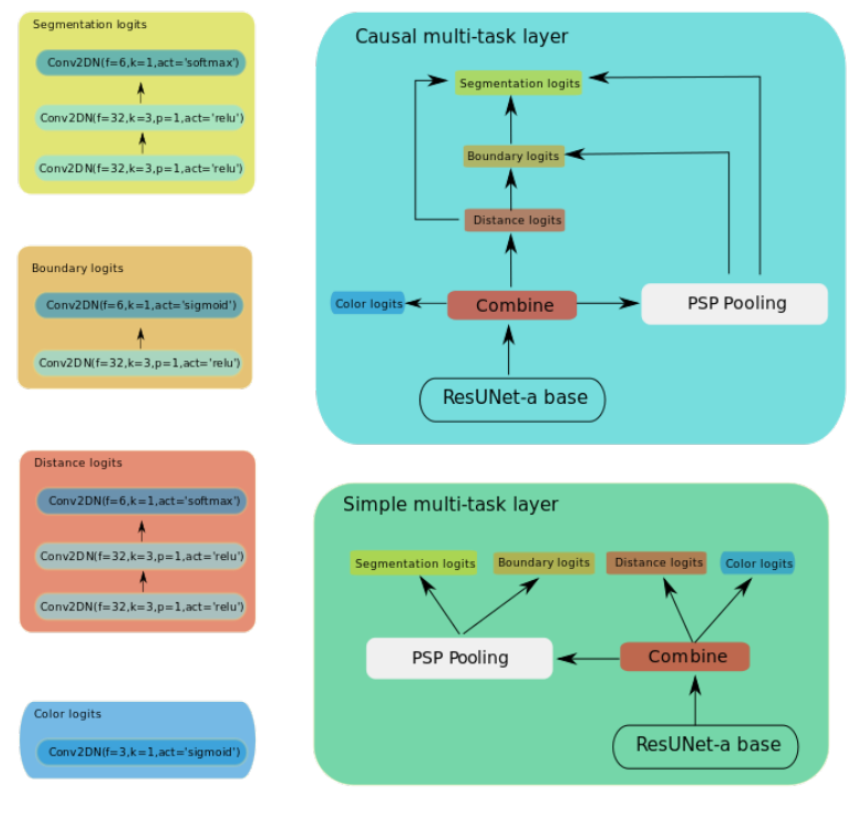 Segmentation logits
Conv2DN(f=6,k=1,act='softmax')
Conv2DN(f=32,k=3,p=1,act='relu')
Conv2DN(f=32,k=3,p=1,act='relu')
Boundary logits
Conv2DN(f=6,k=1,act='sigmoid')
Conv2DN(f=32,k=3,p=1,act='relu')
Distance logits
Conv2DN(f=6,k=1,act='softmax')
Conv2DN(f=32,k=3,p=1,act='relu')
Conv2DN(f=32,k=3,p=1,act='relu')
Color logits
Conv2DN(f=3,k=1,act='sigmoid')
Causal multi-task layer
Segmentation logits
Boundary logits
Distance logits
Color logits
Combine
PSP Pooling
ResUNet-a base
Simple multi-task layer
Segmentation logits
Boundary logits
Distance logits
Color logits
PSP Pooling
Combine
ResUNet-a base